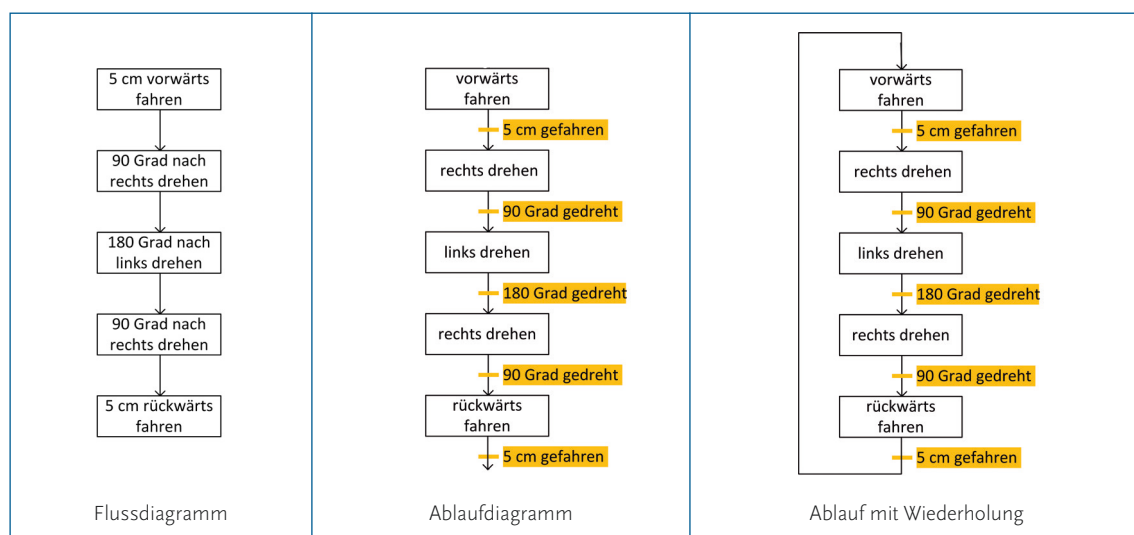 5 cm vorwärts
fahren
90 Grad nach
rechts drehen
180 Grad nach
links drehen
90 Grad nach
rechts drehen
5 cm rückwärts
fahren
Flussdiagramm
vorwärts
fahren
5 cm gefahren
rechts drehen
90 Grad gedreht
links drehen
180 Grad gedreht
rechts drehen
90 Grad gedreht
rückwärts
fahren
5 cm gefahren
Ablaufdiagramm
vorwärts
fahren
5 cm gefahren
rechts drehen
90 Grad gedreht
links drehen
180 Grad gedreht
rechts drehen
90 Grad gedreht
rückwärts
fahren
5 cm gefahren
Ablauf mit Wiederholung